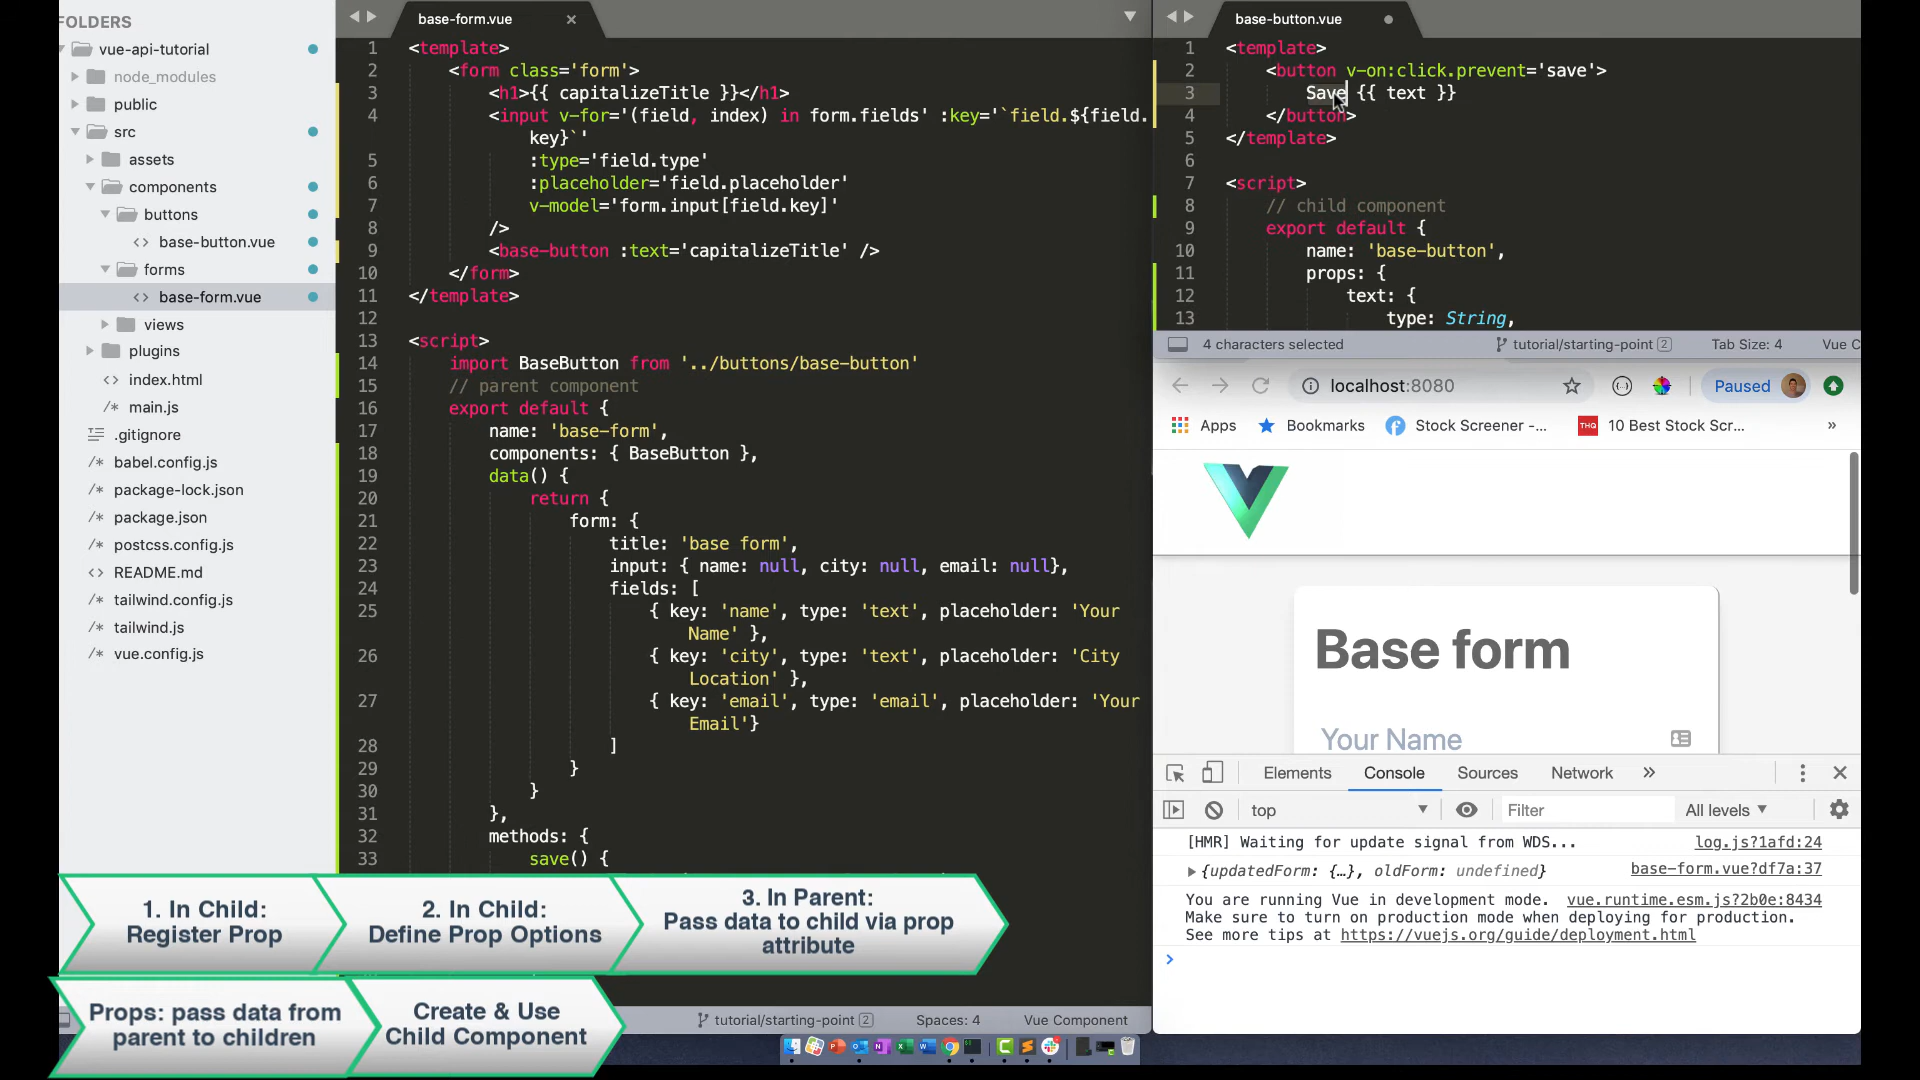 FOLDERS
vue-api-tutorial
node_modules
public
src
assets
components
buttons
base-button.vue
forms
base-form.vue
views
plugins
index.html
main.js
.gitignore
babel.config.js
package-lock.json
package.json
postcss.config.js
README.md
tailwind.config.js
tailwind.js
vue.config.js
base-form.vue
1 <template>
2 <form class='form'>
3 <h1>{{ capitalizeTitle }}</h1>
4 <input v-for='(field, index) in form.fields' :key='`field.${field.
key}`'
5 :type='field.type'
6 :placeholder='field.placeholder'
7 v-model='form.input[field.key]'
8 />
9 <base-button :text='capitalizeTitle' />
10 </form>
11 </template>
12
13 <script>
14 import BaseButton from '../buttons/base-button'
15 // parent component
16 export default {
17 name: 'base-form',
18 components: { BaseButton },
19 data() {
20 return {
21 form: {
22 title: 'base form',
23 input: { name: null, city: null, email: null},
24 fields: [
25 { key: 'name', type: 'text', placeholder: 'Your
Name' },
26 { key: 'city', type: 'text', placeholder: 'City
Location' },
27 { key: 'email', type: 'email', placeholder: 'Your
Email'}
28 ]
29 }
30 }
31 },
32 methods: {
33 save() {
tutorial/starting-point 2 Spaces: 4 Vue Component
base-button.vue
1 <template>
2 <button v-on:click.prevent='save'>
3 Save {{ text }}
4 </button>
5 </template>
6
7 <script>
8 // child component
9 export default {
10 name: 'base-button',
11 props: {
12 text: {
13 type: String,
4 characters selected tutorial/starting-point 2 Tab Size: 4 Vue C
localhost:8080 Paused
Apps Bookmarks Stock Screener -... THQ 10 Best Stock Scr... »
Base form
Your Name
Elements Console Sources Network »
top Filter All levels
[HMR] Waiting for update signal from WDS... log.js?1afd:24
{updatedForm: {…}, oldForm: undefined} base-form.vue?df7a:37
You are running Vue in development mode. vue.runtime.esm.js?2b0e:8434
Make sure to turn on production mode when deploying for production.
See more tips at https://vuejs.org/guide/deployment.html
>
1. In Child:
Register Prop
2. In Child:
Define Prop Options
3. In Parent:
Pass data to child via prop
attribute
Props: pass data from
parent to children
Create & Use
Child Component